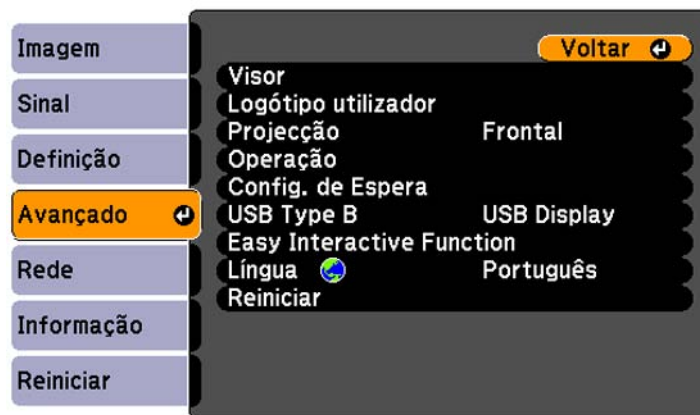 Imagem
Sinal
Definição
Avançado
Rede
Informação
Reiniciar
Voltar
Visor
Logótipo utilizador
Projecção Frontal
Operação
Config. de Espera
USB Type B USB Display
Easy Interactive Function
Língua Português
Reiniciar